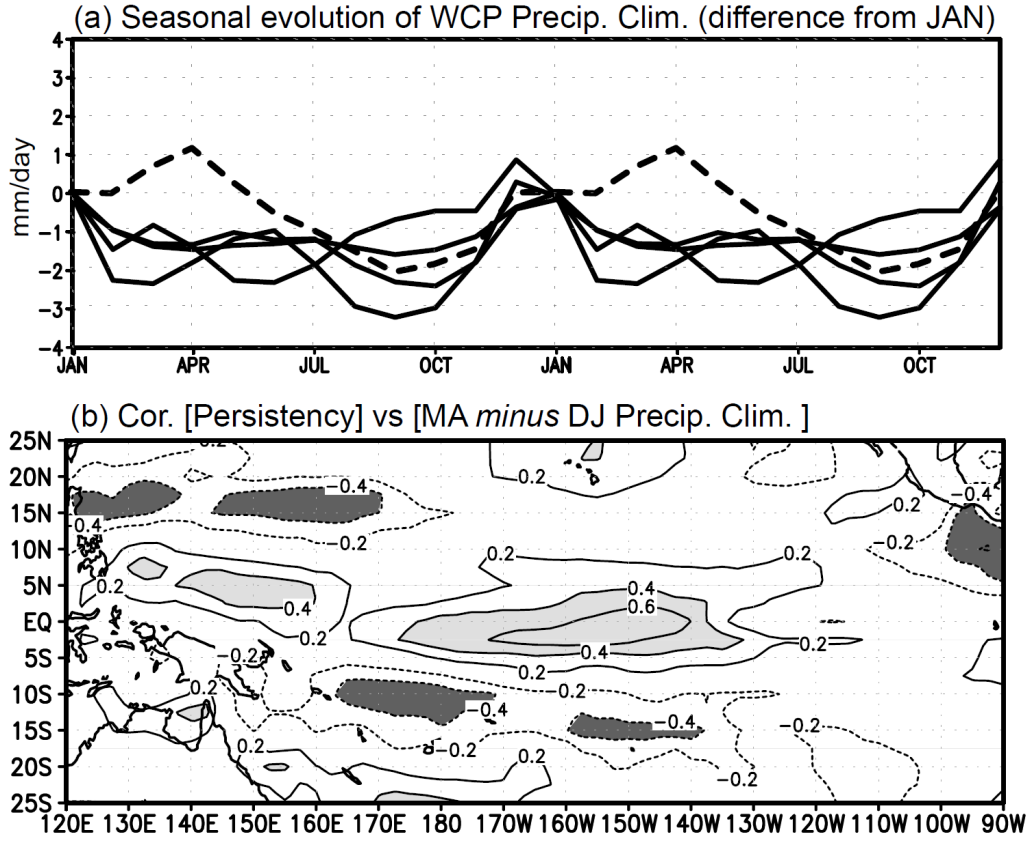 (a) Seasonal evolution of WCP Precip. Clim. (difference from JAN)
4
3
2
1
0
-1
-2
-3
-4
mm/day
JAN APR JUL OCT JAN APR JUL OCT
(b) Cor. [Persistency] vs [MA minus DJ Precip. Clim. ]
25N
20N
15N
10N
5N
EQ
5S
10S
15S
20S
25S
0.2 0.2
-0.4 0.2 0.2 -0.4
0.4 -0.2 -0.2
0.2 0.2
0.2 0.4
0.4 0.6
0.2 0.4 0.2
-0.2 0.2
0.2 0.2
-0.4 -0.4 -0.2
0.2 -0.2 0.2
-0.2
120E 130E 140E 150E 160E 170E 180 170W 160W 150W 140W 130W 120W 110W 100W 90W